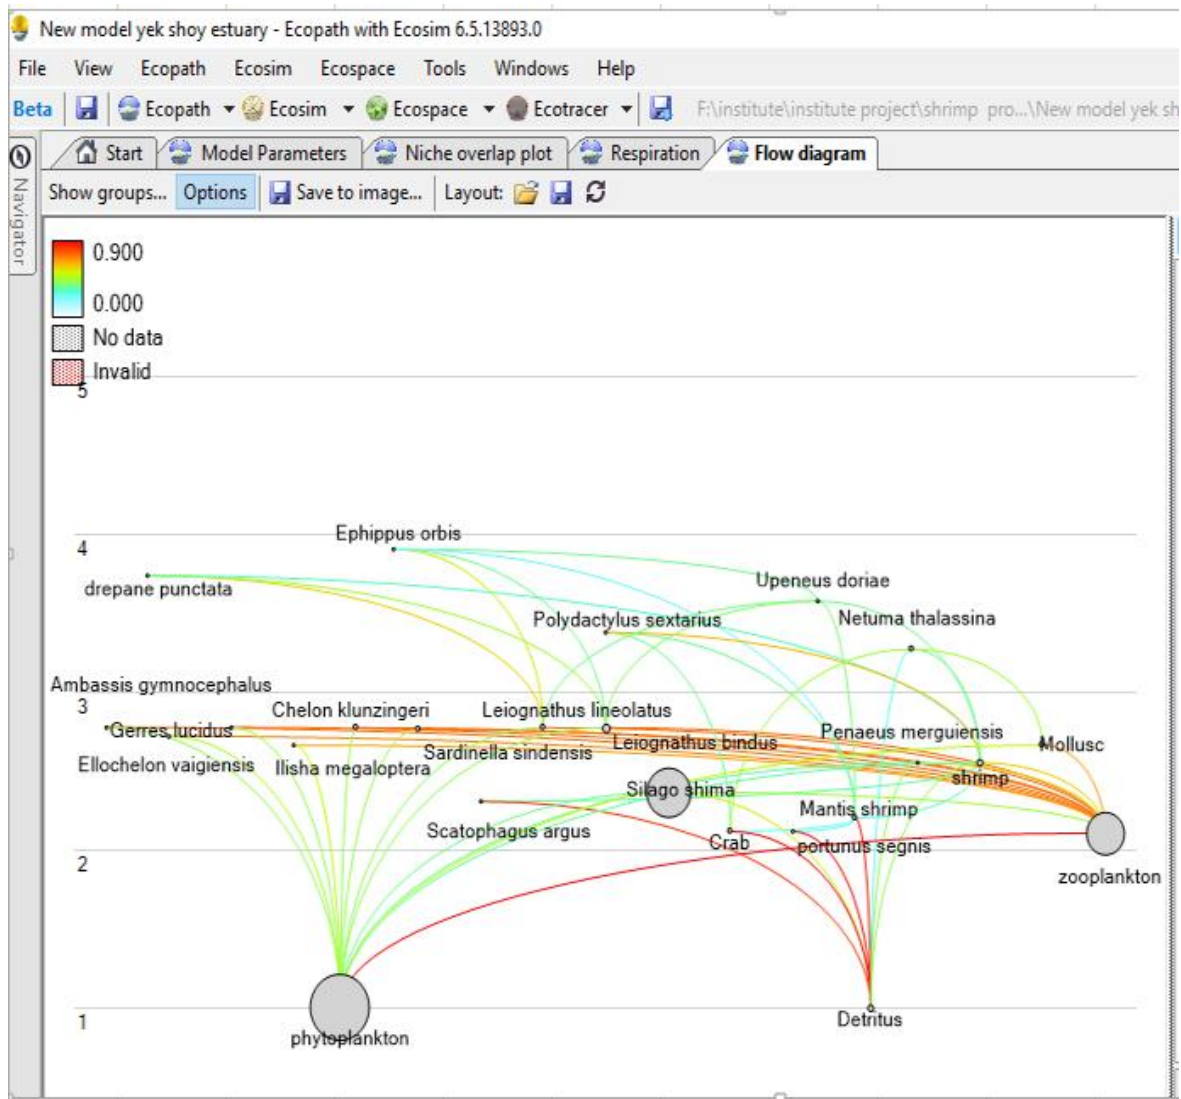 New model yek shoy estuary - Ecopath with Ecosim 6.5.13893.0
File View Ecopath Ecosim Ecospace Tools Windows Help
Beta Ecopath Ecosim Ecospace Ecotracer F:\institute\institute project\shrimp pro...\New model yek sh
Start Model Parameters Niche overlap plot Respiration Flow diagram
Navigator
Show groups... Options Save to image... Layout:
0.900
0.000
No data
Invalid
5
Ephippus orbis
4
drepane punctata
Upeneus doriae
Polydactylus sextarius
Netuma thalassina
Ambassis gymnocephalus
3
Chelon klunzingeri
Leiognathus lineolatus
Gerres lucidus
Penaeus merguiensis
Leiognathus bindus
Mollusc
Sardinella sindensis
Ellochelon vaigiensis
Ilisha megaloptera
shrimp
Silago shima
Mantis shrimp
Scatophagus argus
Crab
portunus segnis
2
zooplankton
1
Detritus
phytoplankton